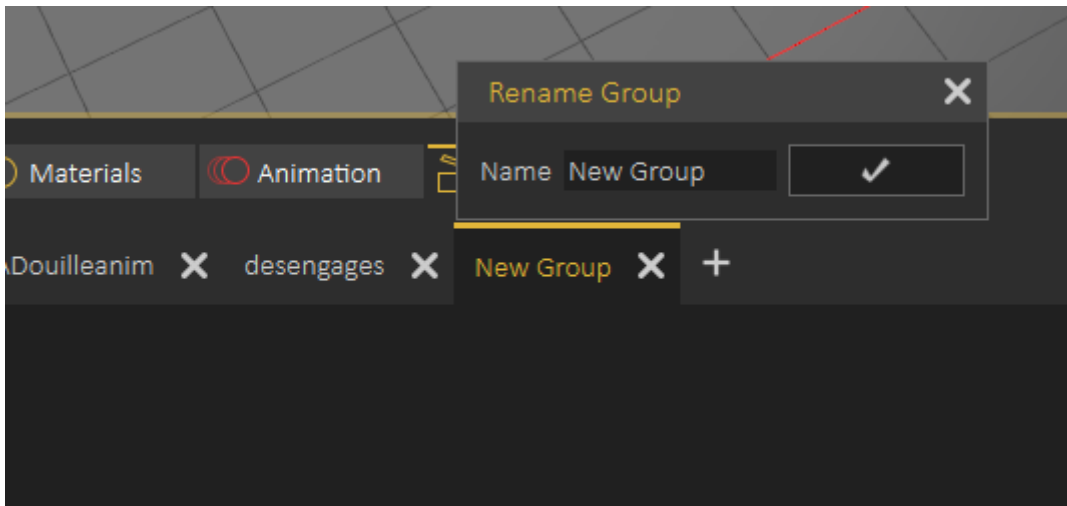 Rename Group
Name New Group
Materials Animation
Douilleanim desengages New Group